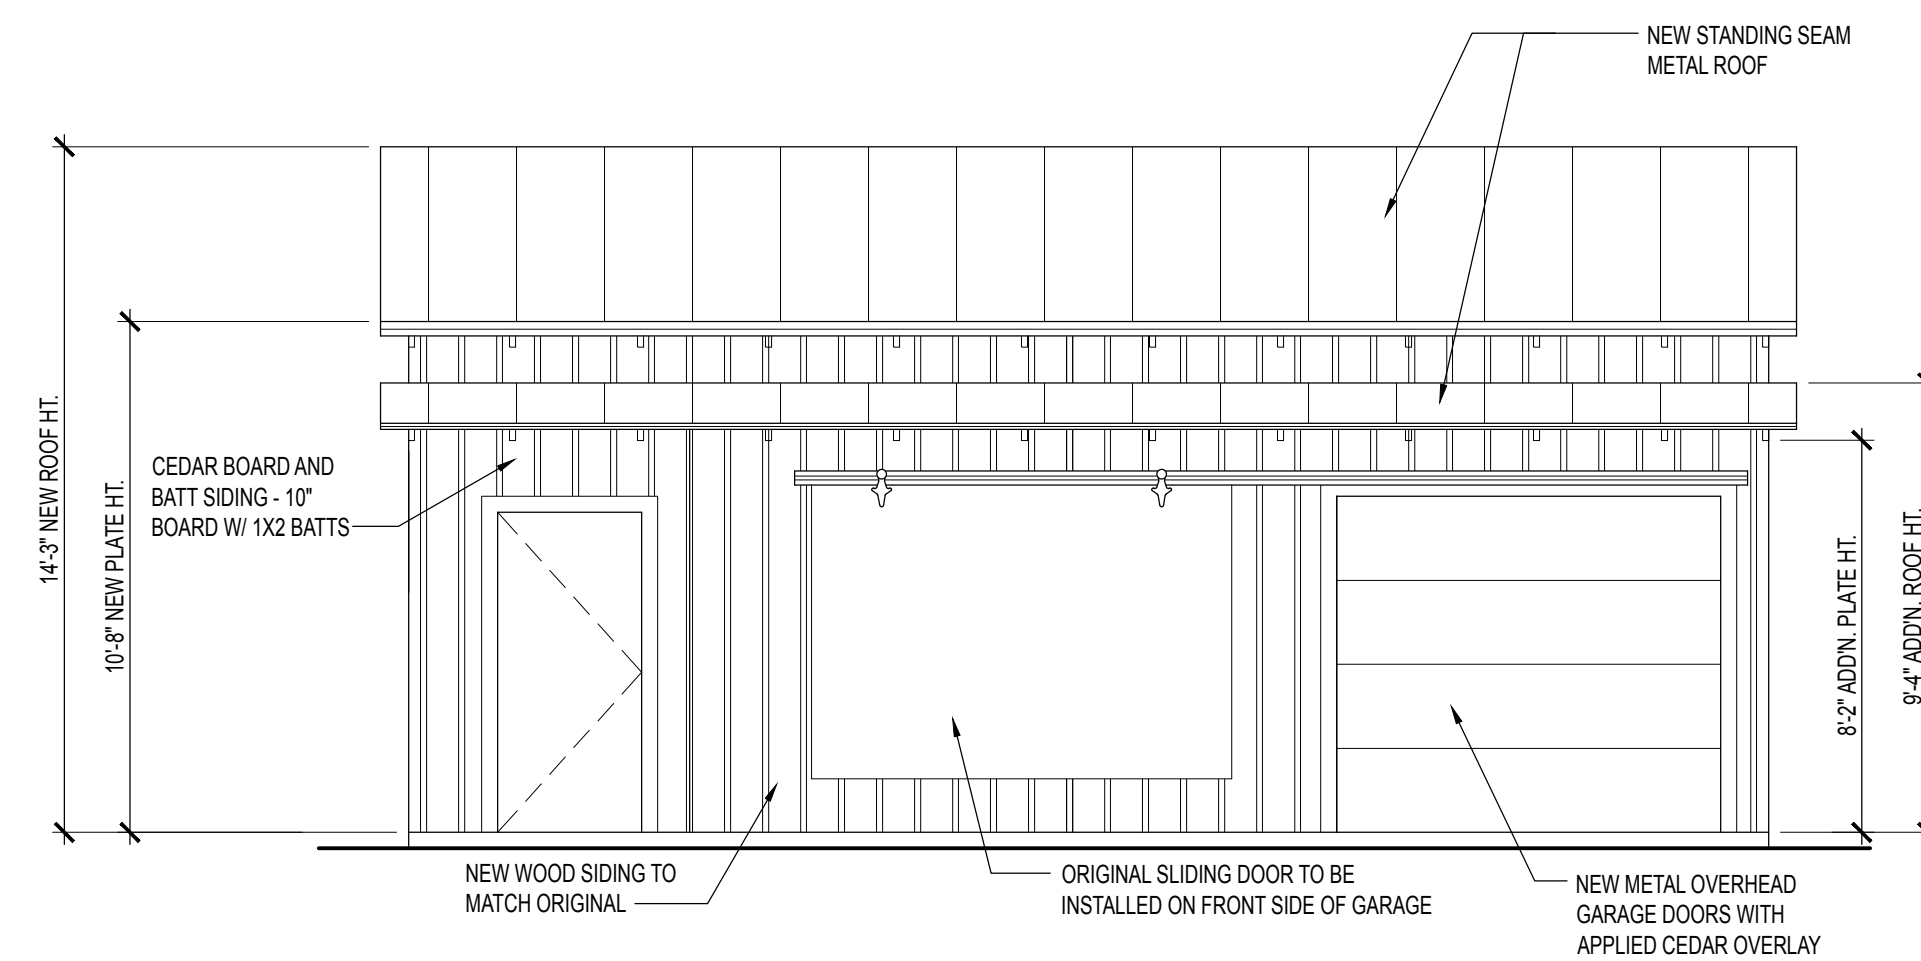 NEW STANDING SEAM
METAL ROOF
14'-3" NEW ROOF HT.
10'-8" NEW PLATE HT.
CEDAR BOARD AND
BATT SIDING - 10"
BOARD W/ 1X2 BATTS
8'-2" ADD'N. PLATE HT.
9'-4" ADD'N. ROOF HT.
NEW WOOD SIDING TO
MATCH ORIGINAL
ORIGINAL SLIDING DOOR TO BE
INSTALLED ON FRONT SIDE OF GARAGE
NEW METAL OVERHEAD
GARAGE DOORS WITH
APPLIED CEDAR OVERLAY